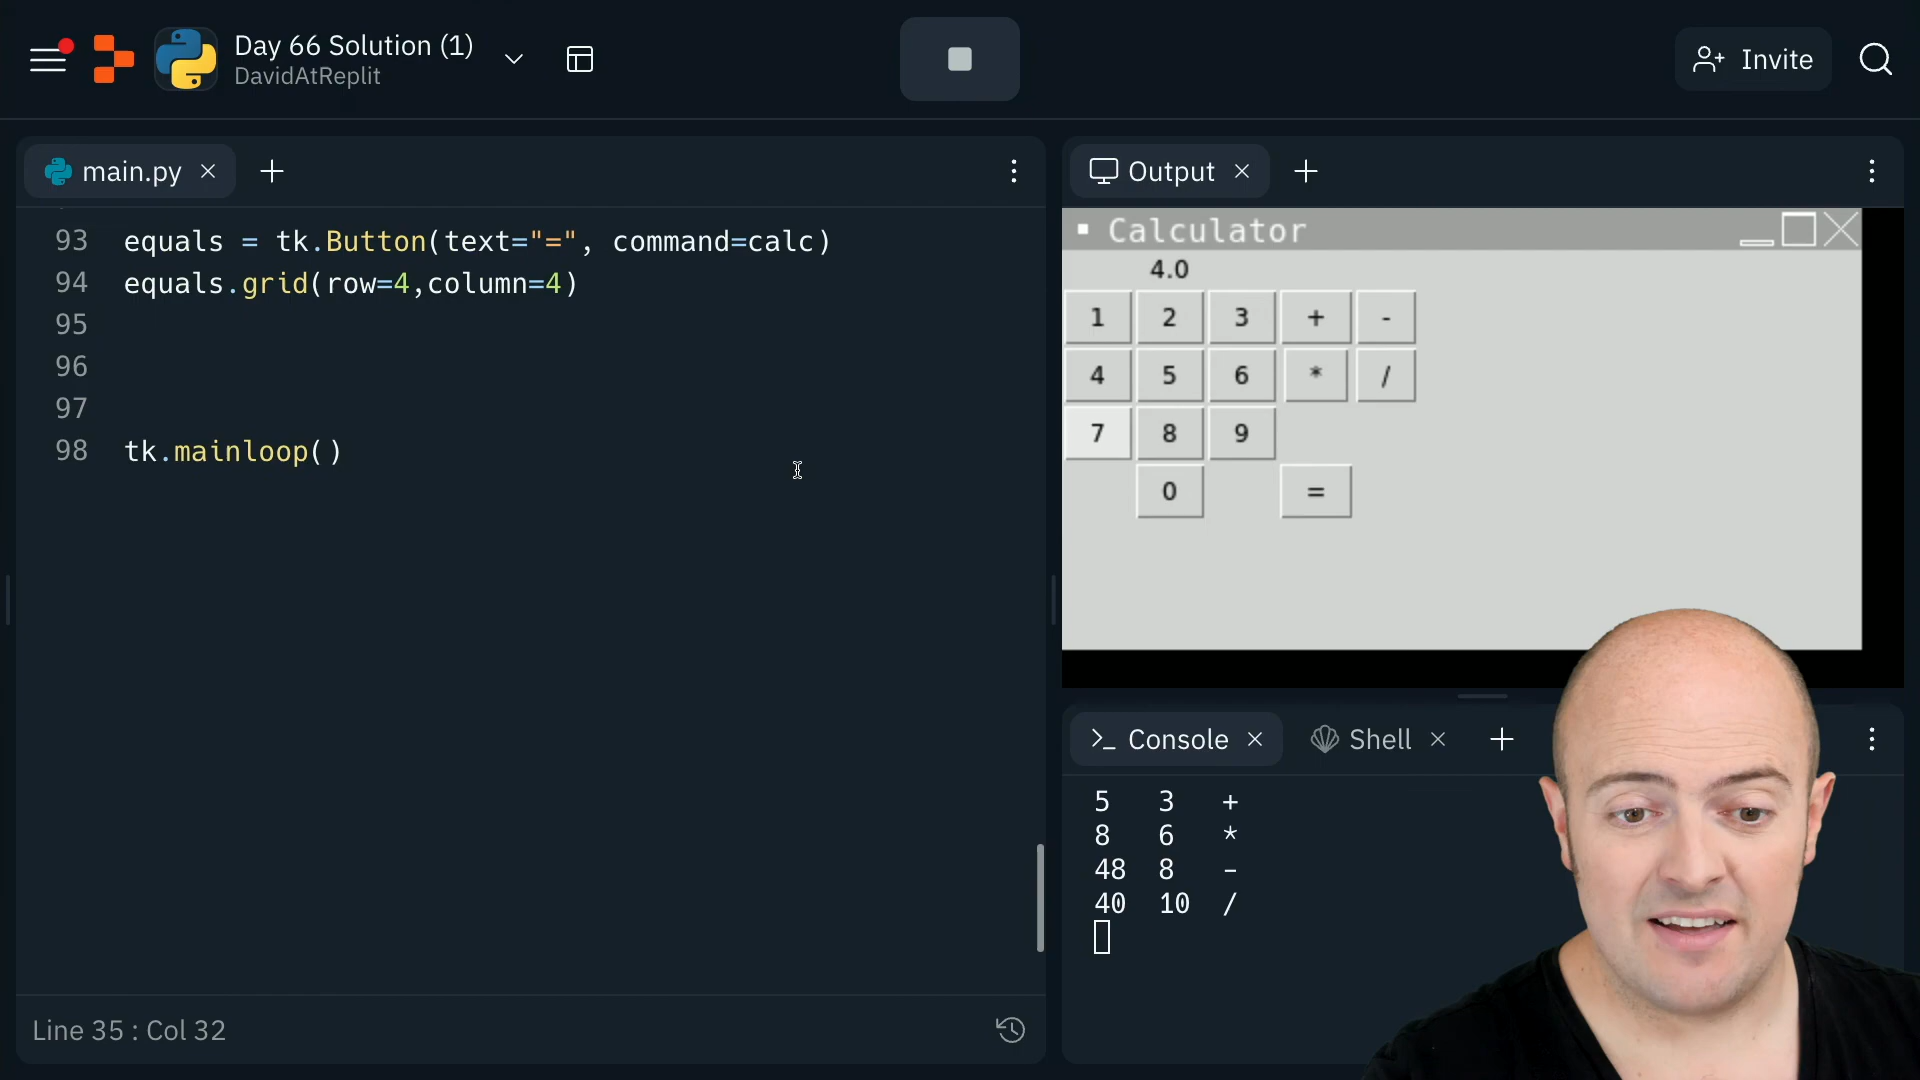 Day 66 Solution (1)
DavidAtReplit
Invite
main.py
93 equals = tk.Button(text="=", command=calc)
94 equals.grid(row=4,column=4)
95
96
97
98 tk.mainloop()
Line 35 : Col 32
Output
Calculator
4.0
1 2 3 + -
4 5 6 * /
7 8 9
0 =
Console
Shell
5 3 +
8 6 *
48 8 -
40 10 /